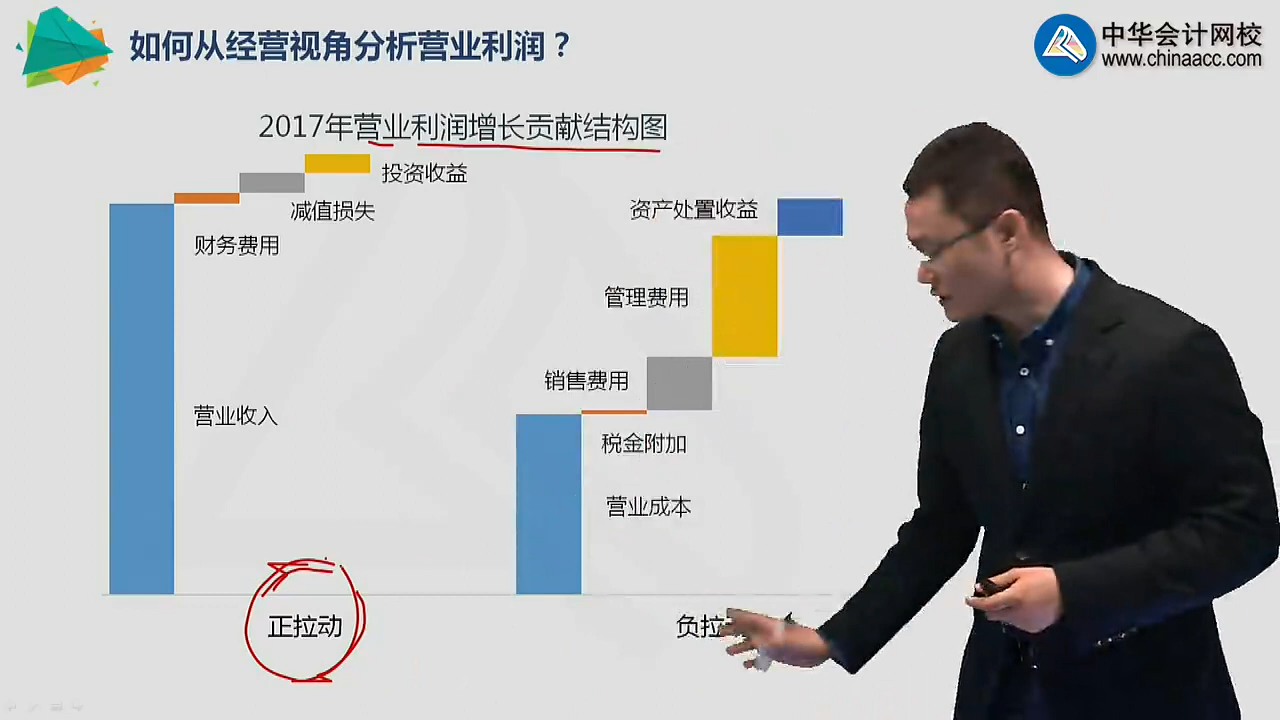 如何从经营视角分析营业利润？
中华会计网校
www.chinaacc.com
2017年营业利润增长贡献结构图
投资收益
减值损失
财务费用
营业收入
正拉动
资产处置收益
管理费用
销售费用
税金附加
营业成本
负拉